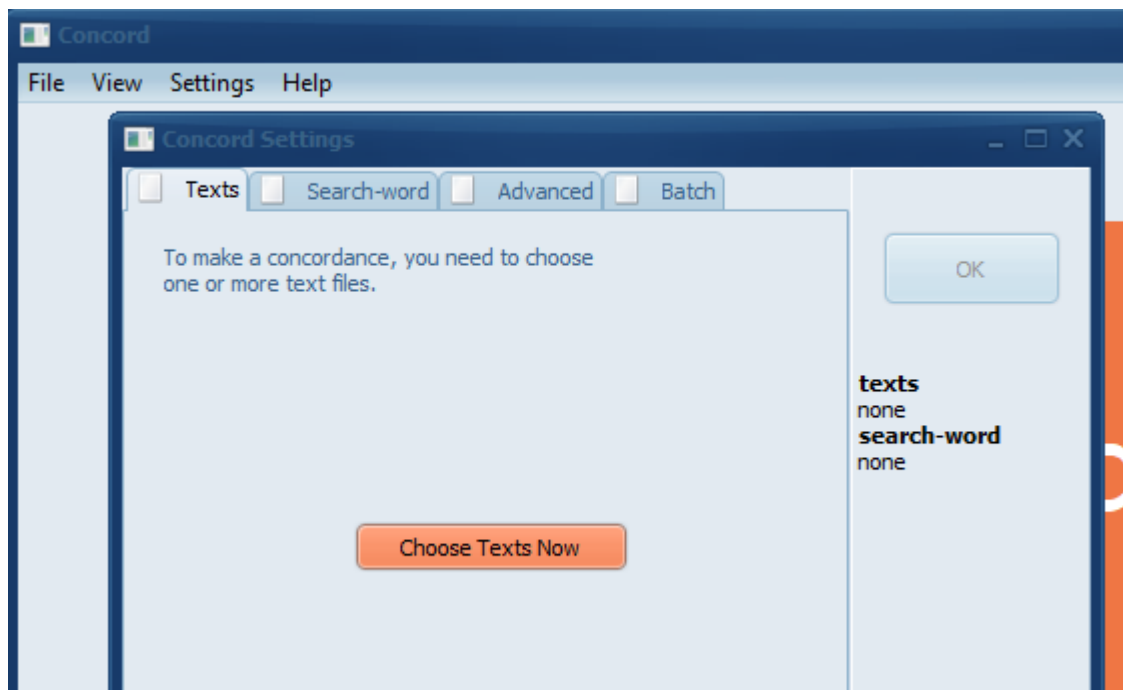 Concord
File View Settings Help
Concord Settings
Texts Search-word Advanced Batch
To make a concordance, you need to choose
one or more text files.
OK
texts
none
search-word
none
Choose Texts Now